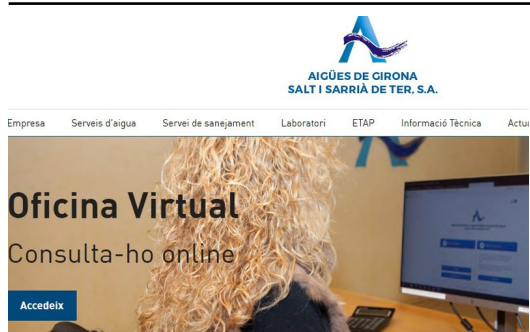 AIGÜES DE GIRONA
SALT I SARRIÀ DE TER, S.A.
Empresa Serveis d'aigua Servei de sanejament Laboratori ETAP Informació Tècnica Actua
Oficina Virtual
Consulta-ho online
Accedeix